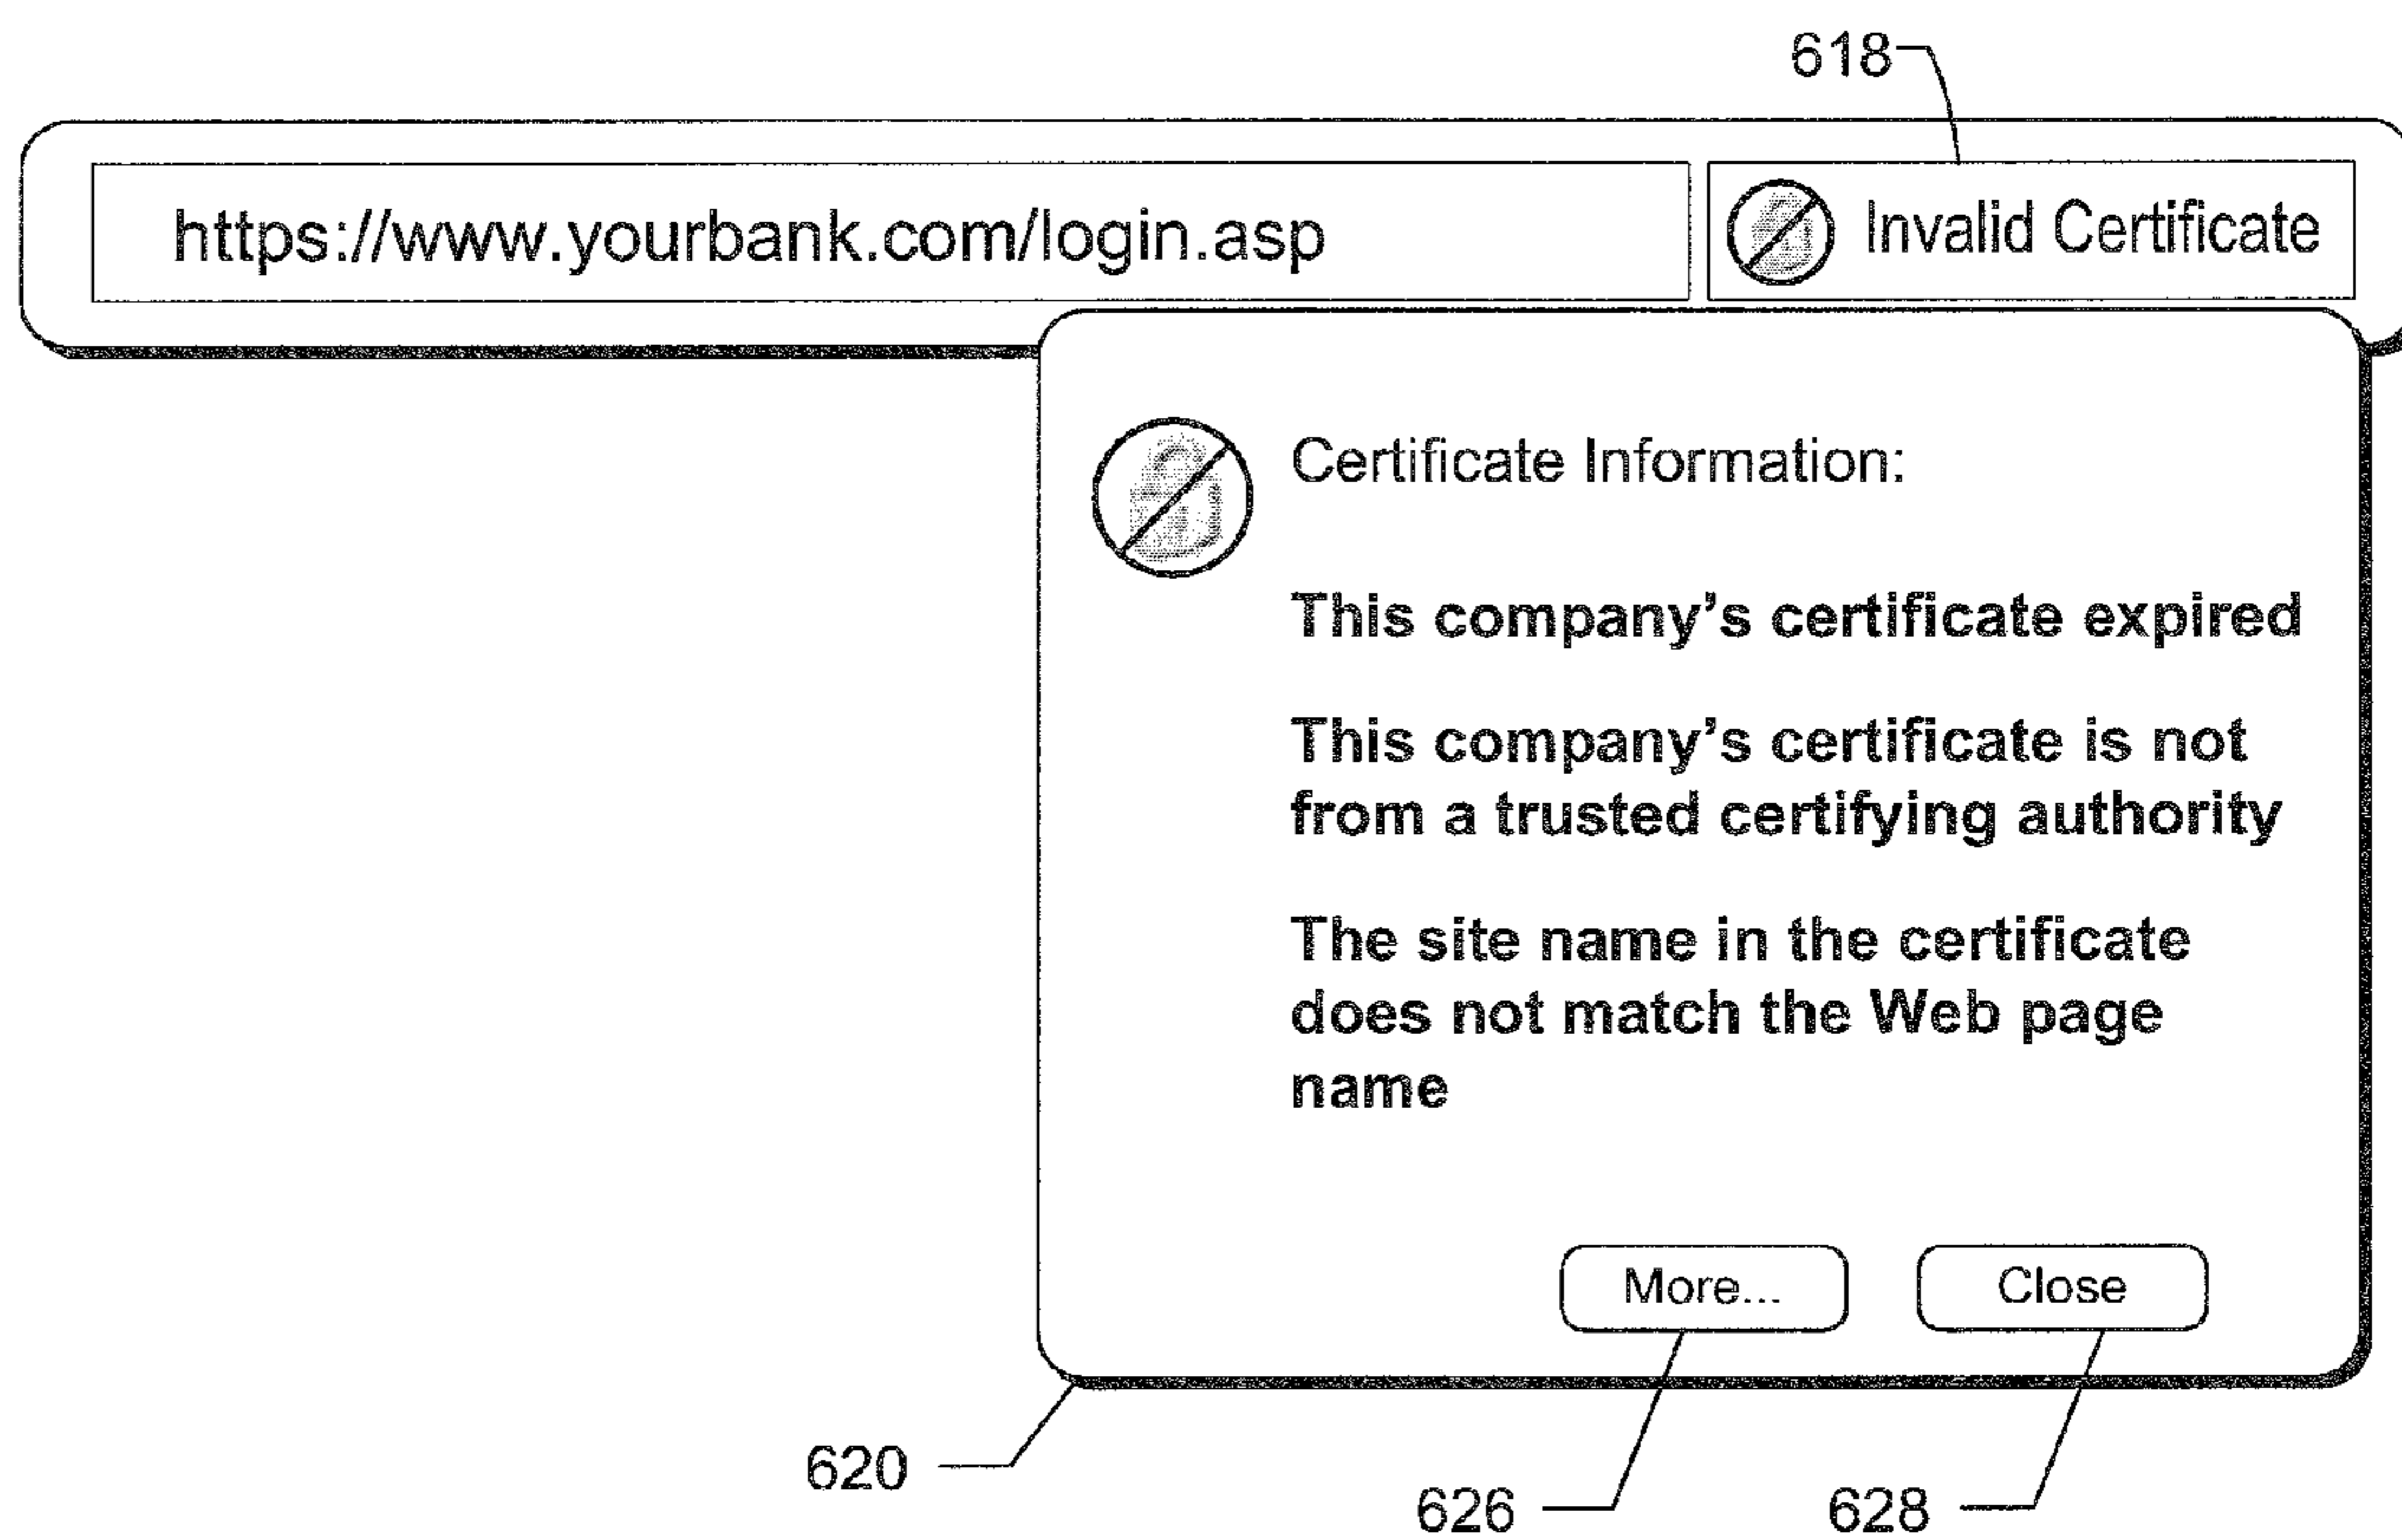 618
https://www.yourbank.com/login.asp
Invalid Certificate
Certificate Information:
This company's certificate expired
This company's certificate is not
from a trusted certifying authority
The site name in the certificate
does not match the Web page
name
More...
Close
620
626
628